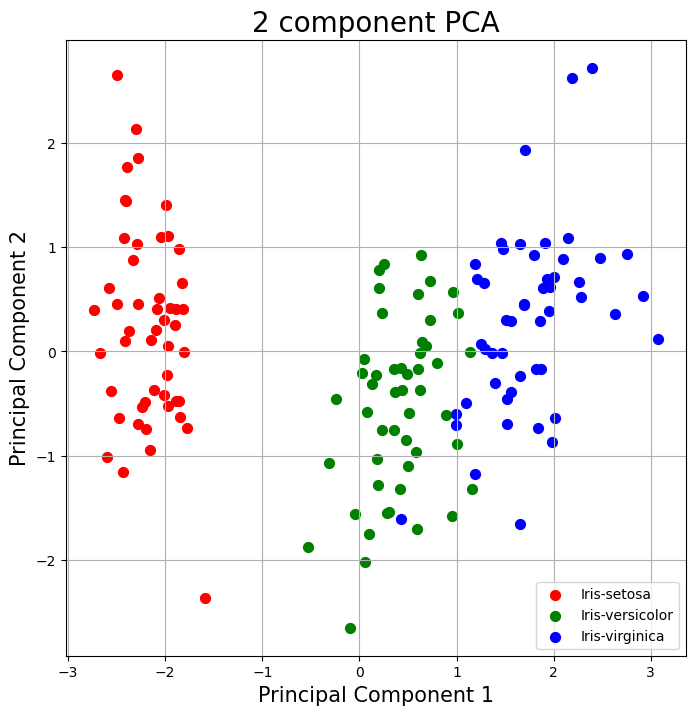 2 component PCA
Principal Component 2
2
1
0
−1
−2
−3
−2
−1
0
1
2
3
Principal Component 1
Iris-setosa
Iris-versicolor
Iris-virginica